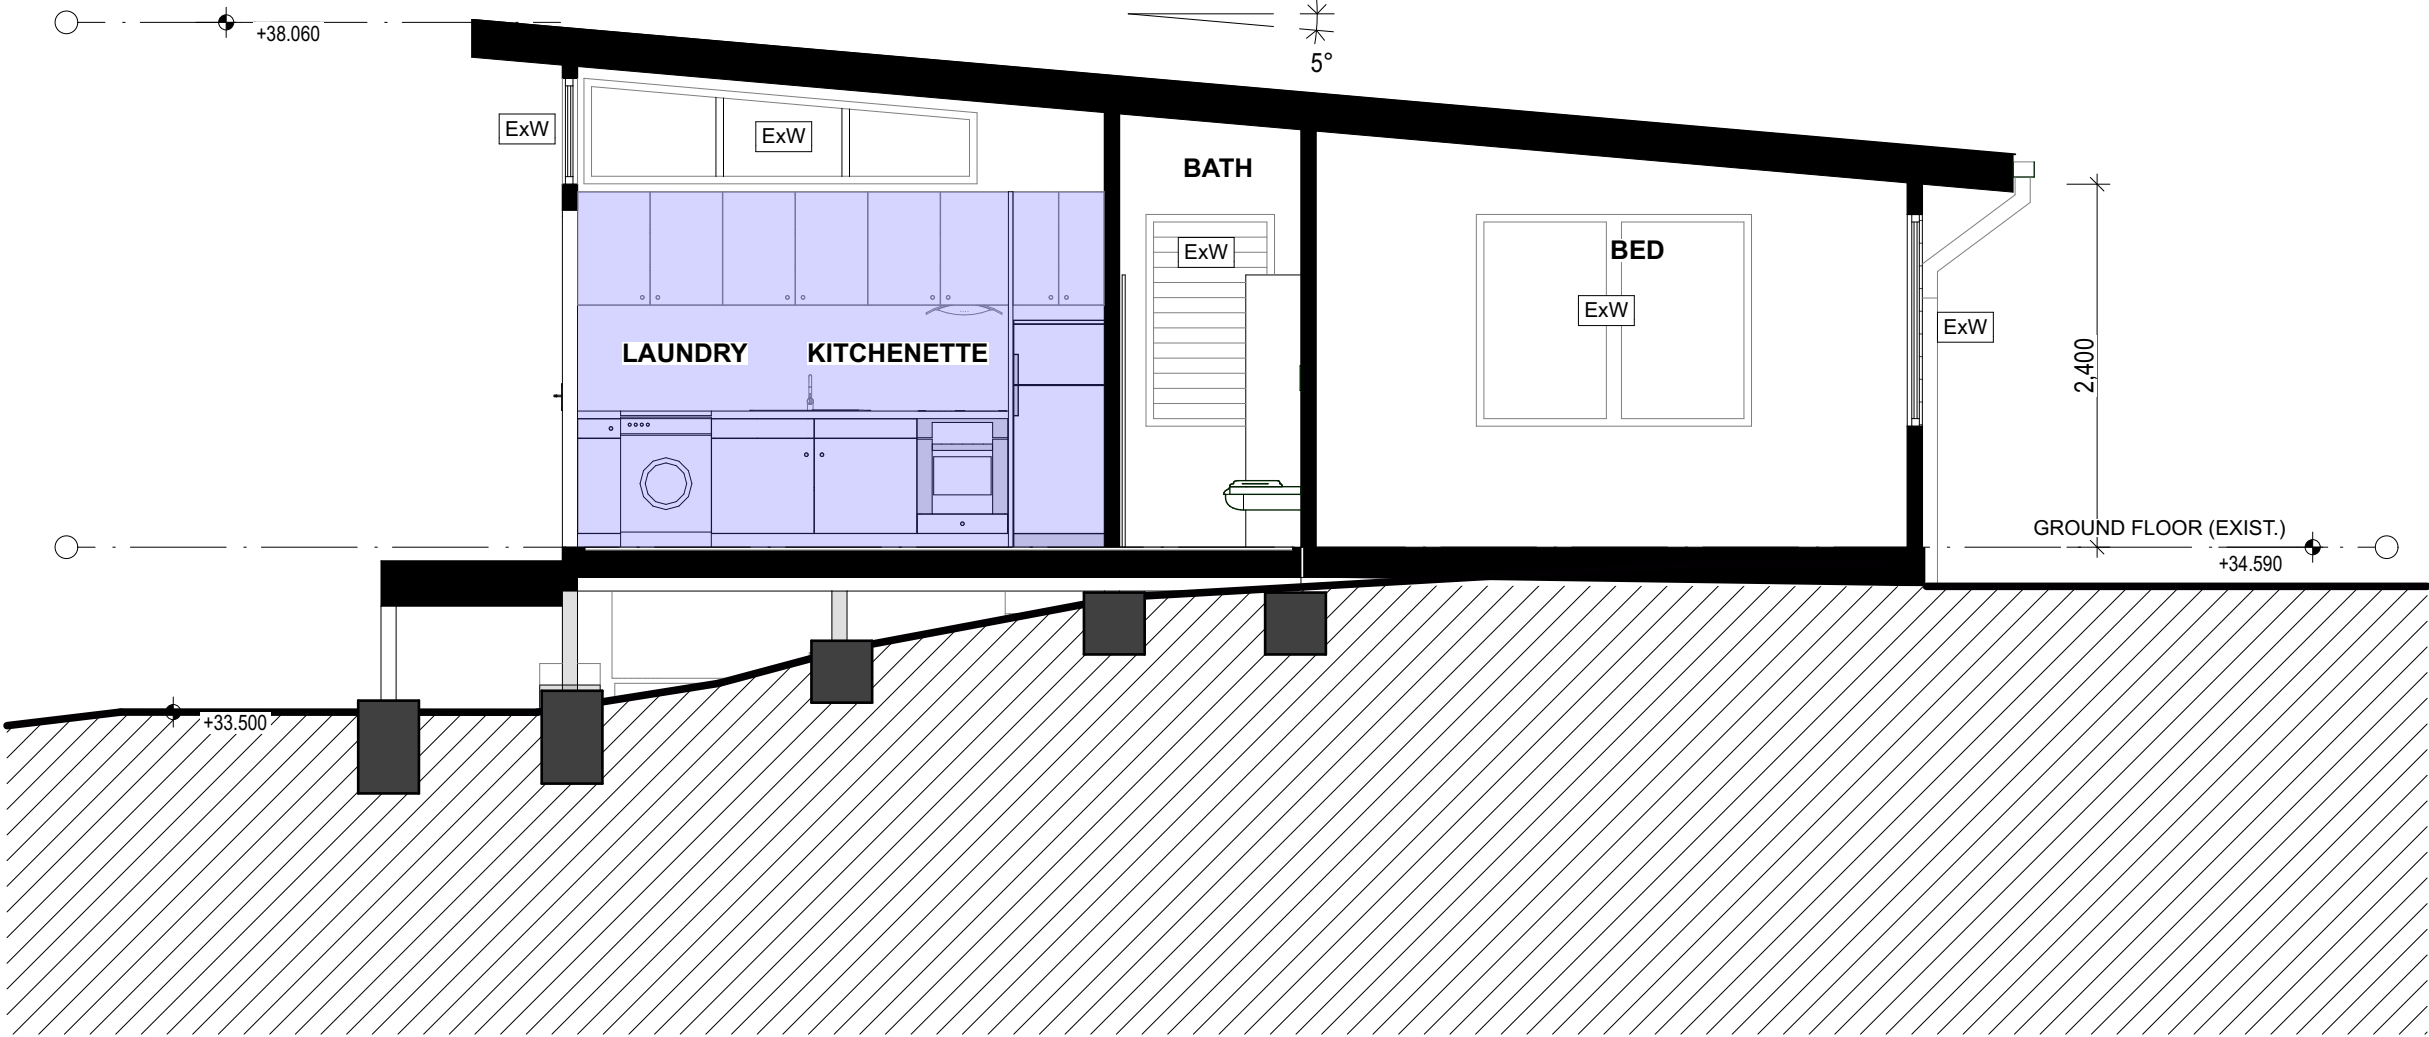 +38.060
5°
ExW
ExW
BATH
ExW
BED
ExW
ExW
LAUNDRY
KITCHENETTE
2,400
GROUND FLOOR (EXIST.)
+34.590
+33.500